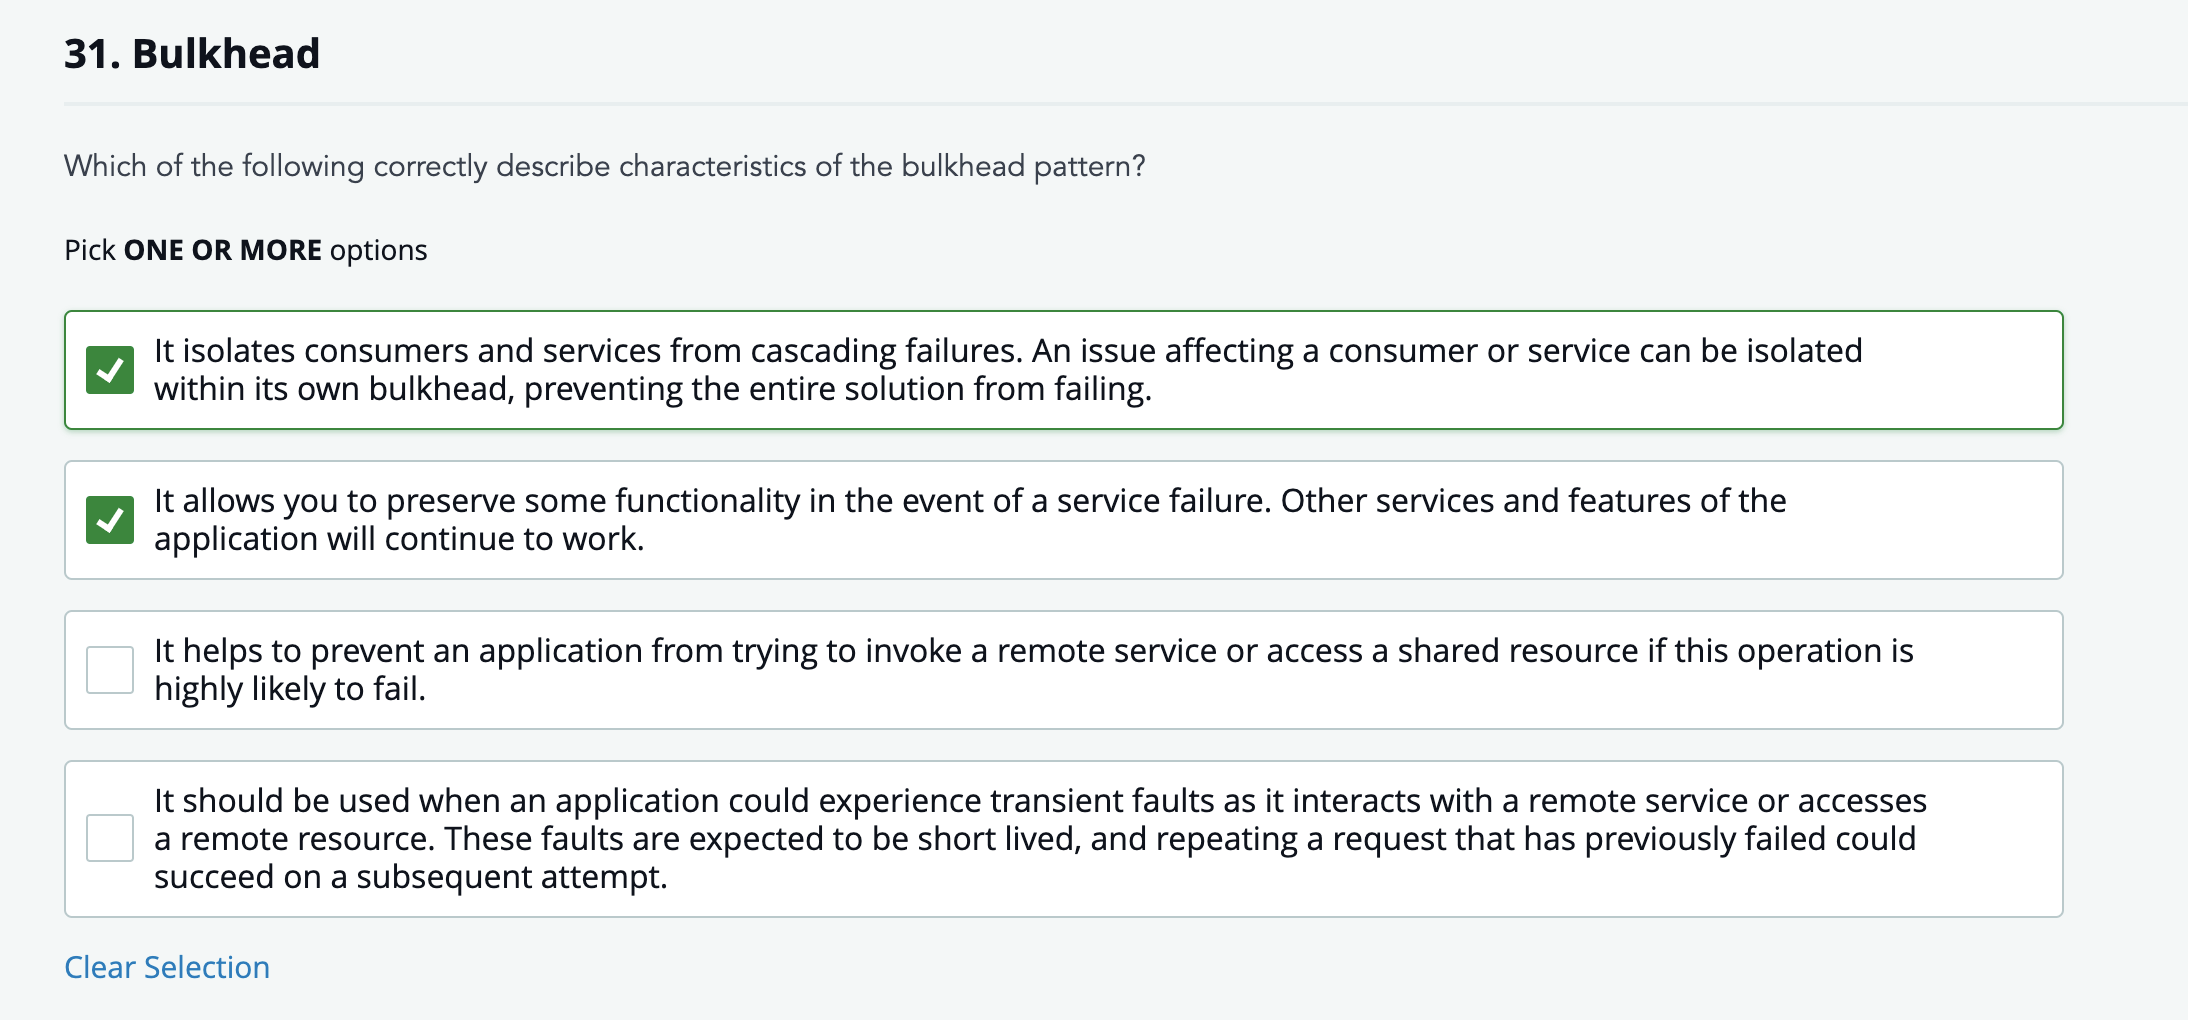 31. Bulkhead
Which of the following correctly describe characteristics of the bulkhead pattern?
Pick ONE OR MORE options
It isolates consumers and services from cascading failures. An issue affecting a consumer or service can be isolated
within its own bulkhead, preventing the entire solution from failing.
It allows you to preserve some functionality in the event of a service failure. Other services and features of the
application will continue to work.
It helps to prevent an application from trying to invoke a remote service or access a shared resource if this operation is
highly likely to fail.
It should be used when an application could experience transient faults as it interacts with a remote service or accesses
a remote resource. These faults are expected to be short lived, and repeating a request that has previously failed could
succeed on a subsequent attempt.
Clear Selection